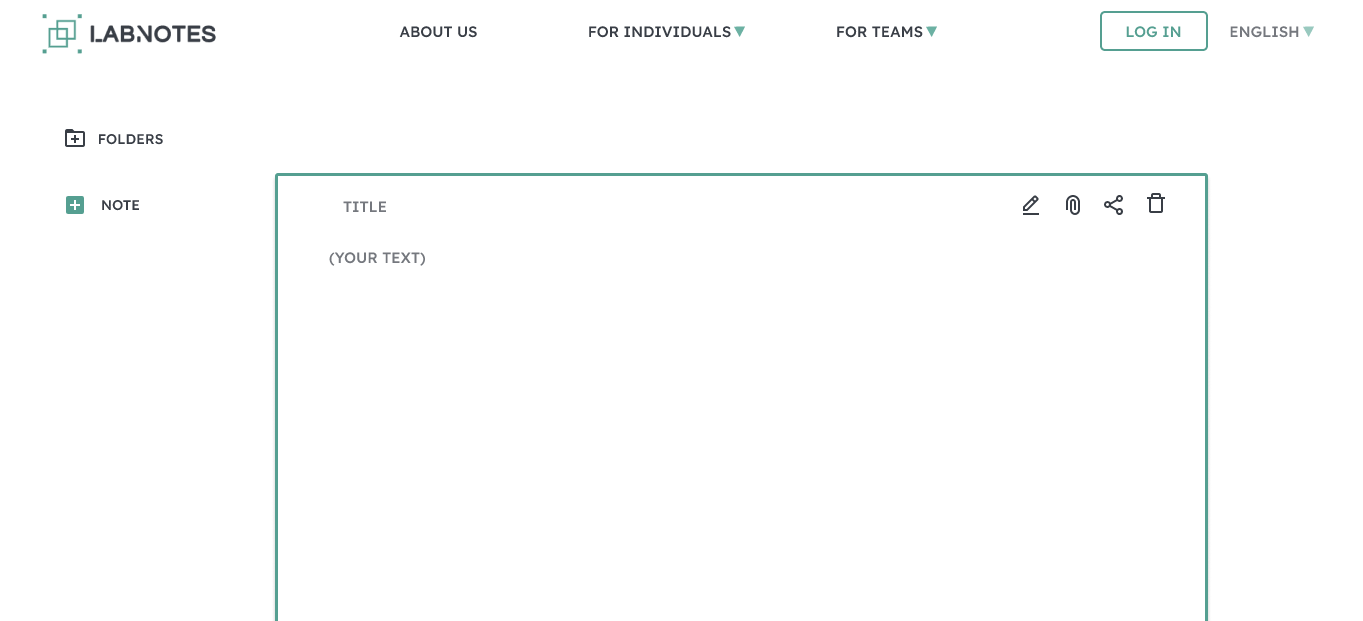 LABNOTES
ABOUT US
FOR INDIVIDUALS
FOR TEAMS
LOG IN
ENGLISH
FOLDERS
NOTE
TITLE
(YOUR TEXT)